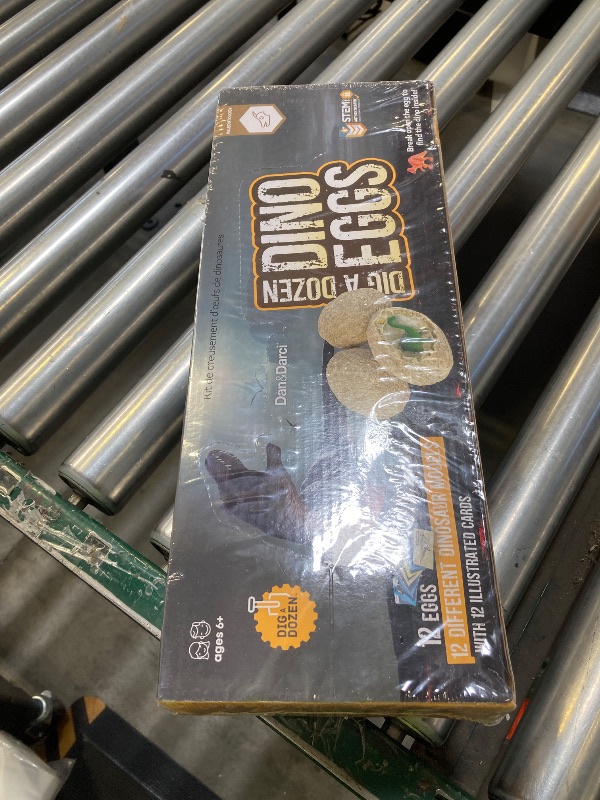 STEM
Break open the egg to
find the dino inside!
DIG A DOZEN
DINO
EGGS
Kit de creusement d'œufs de dinosaures
Dan&Darci
12 EGGS
12 DIFFERENT DINOSAUR MODELS
WITH 12 ILLUSTRATED CARDS
DIG A
DOZEN
ages 6+